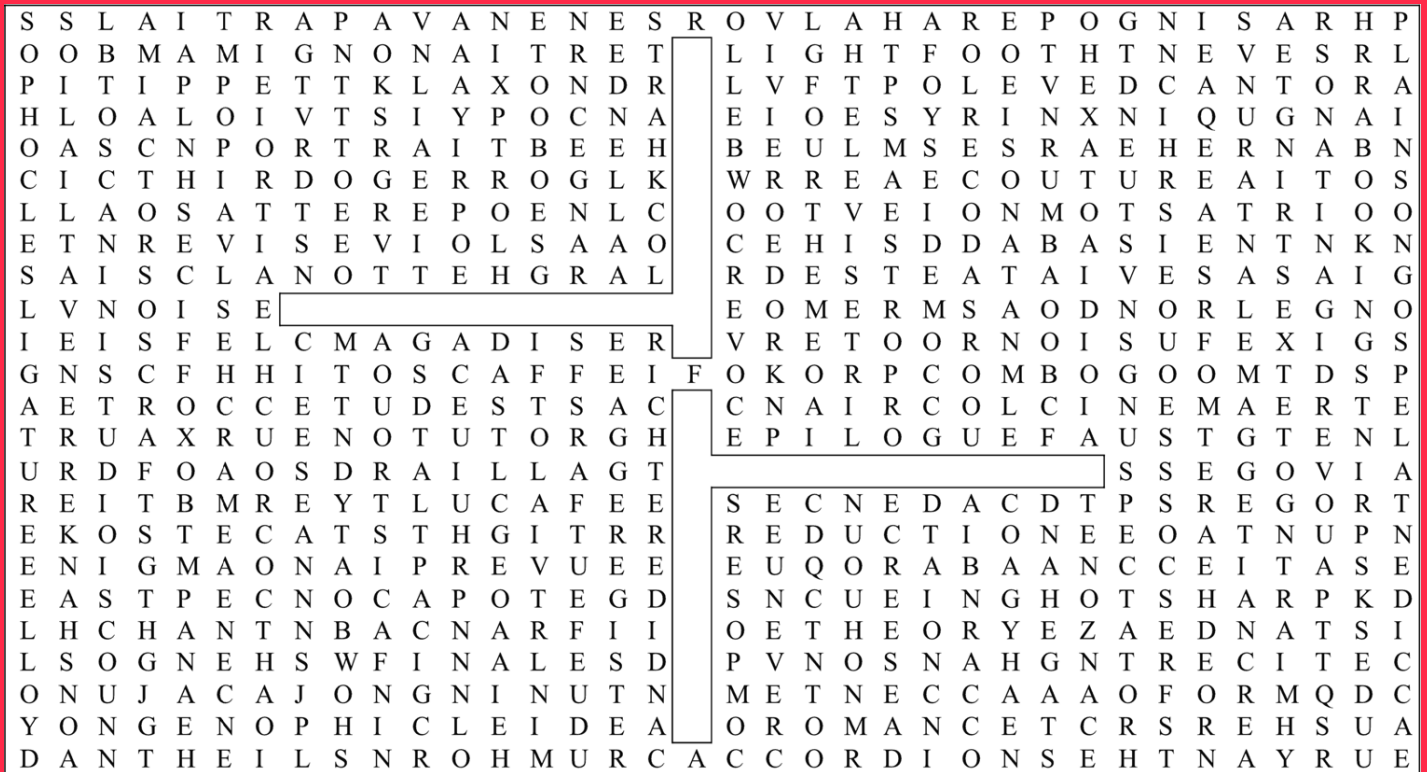 S S L A I T R A P A V A N E N E S R O V L A H A R E P O G N I S A R H P
O O B M A M I G N O N A I T R E T L I G H T F O O T H T N E V E S R L
P I T I P P E T T K L A X O N D R L V F T P O L E V E D C A N T O R A
H L O A L O I V T S I Y P O C N A E I O E S Y R I N X N I Q U G N A I
O A S C N P O R T R A I T B E E H B E U L M S E S R A E H E R N A B N
C I C T H I R D O G E R R O G L K W R R E A E C O U T U R E A I T O S
L L A O S A T T E R E P O E N L C O O T V E I O N M O T S A T R I O O
E T N R E V I S E V I O L S A A O C E H I S D D A B A S I E N T N K N
S A I S C L A N O T T E H G R A L R D E S T E A T A I V E S A S A I G
L V N O I S E E O M E R M S A O D N O R L E G N O
I E I S F E L C M A G A D I S E R V R E T O O R N O I S U F E X I G S
G N S C F H H I T O S C A F F E I F O K O R P C O M B O G O O M T D S P
A E T R O C C E T U D E S T S A C C N A I R C O L C I N E M A E R T E
T R U A X R U E N O T U T O R G H E P I L O G U E F A U S T G T E N L
U R D F O A O S D R A I L L A G T S S E G O V I A
R E I T B M R E Y T L U C A F E E S E C N E D A C D T P S R E G O R T
E K O S T E C A T S T H G I T R R R E D U C T I O N E E O A T N U P N
E N I G M A O N A I P R E V U E E E U Q O R A B A A N C C E I T A S E
E A S T P E C N O C A P O T E G D S N C U E I N G H O T S H A R P K D
L H C H A N T N B A C N A R F I I O E T H E O R Y E Z A E D N A T S I
L S O G N E H S W F I N A L E S D P V N O S N A H G N T R E C I T E C
O N U J A C A J O N G N I N U T N M E T N E C C A A A O F O R M Q D C
Y O N G E N O P H I C L E I D E A O R O M A N C E T C R S R E H S U A
D A N T H E I L S N R O H M U R C A C C O R D I O N S E H T N A Y R U E